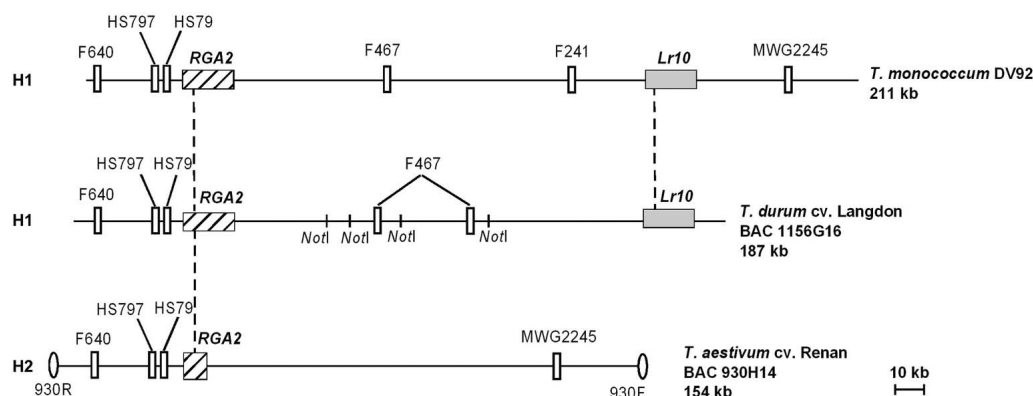 HS797 HS79
F640 RGA2 F467 F241 Lr10 MWG2245
H1
T. monococcum DV92
211 kb
HS797 HS79 F467
F640 RGA2 Lr10
H1
NotI NotI NotI NotI
T. durum cv. Langdon
BAC 1156G16
187 kb
HS797 HS79
F640 RGA2 MWG2245
H2
930R 930F
T. aestivum cv. Renan
BAC 930H14
154 kb
10 kb